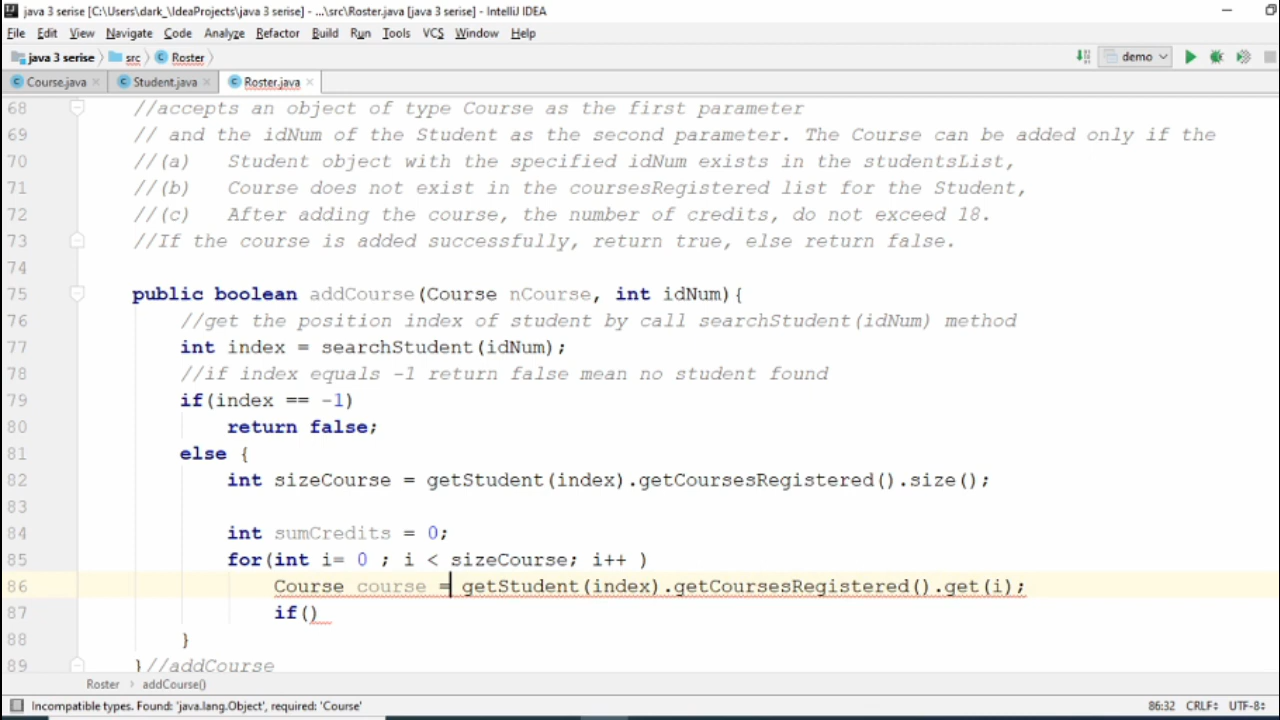 java 3 serise [C:\Users\dark_\IdeaProjects\java 3 serise] - ...\src\Roster.java [java 3 serise] - IntelliJ IDEA
File Edit View Navigate Code Analyze Refactor Build Run Tools VCS Window Help
java 3 serise src Roster demo
Course.java Student.java Roster.java
68 //accepts an object of type Course as the first parameter
69 // and the idNum of the Student as the second parameter. The Course can be added only if the
70 //(a) Student object with the specified idNum exists in the studentsList,
71 //(b) Course does not exist in the coursesRegistered list for the Student,
72 //(c) After adding the course, the number of credits, do not exceed 18.
73 //If the course is added successfully, return true, else return false.
74
75 public boolean addCourse(Course nCourse, int idNum){
76 //get the position index of student by call searchStudent(idNum) method
77 int index = searchStudent(idNum);
78 //if index equals -1 return false mean no student found
79 if(index == -1)
80 return false;
81 else {
82 int sizeCourse = getStudent(index).getCoursesRegistered().size();
83
84 int sumCredits = 0;
85 for(int i= 0 ; i < sizeCourse; i++ )
86 Course course = getStudent(index).getCoursesRegistered().get(i);
87 if()
88 }
89 }//addCourse
Roster addCourse()
Incompatible types. Found: 'java.lang.Object', required: 'Course' 86:32 CRLF UTF-8